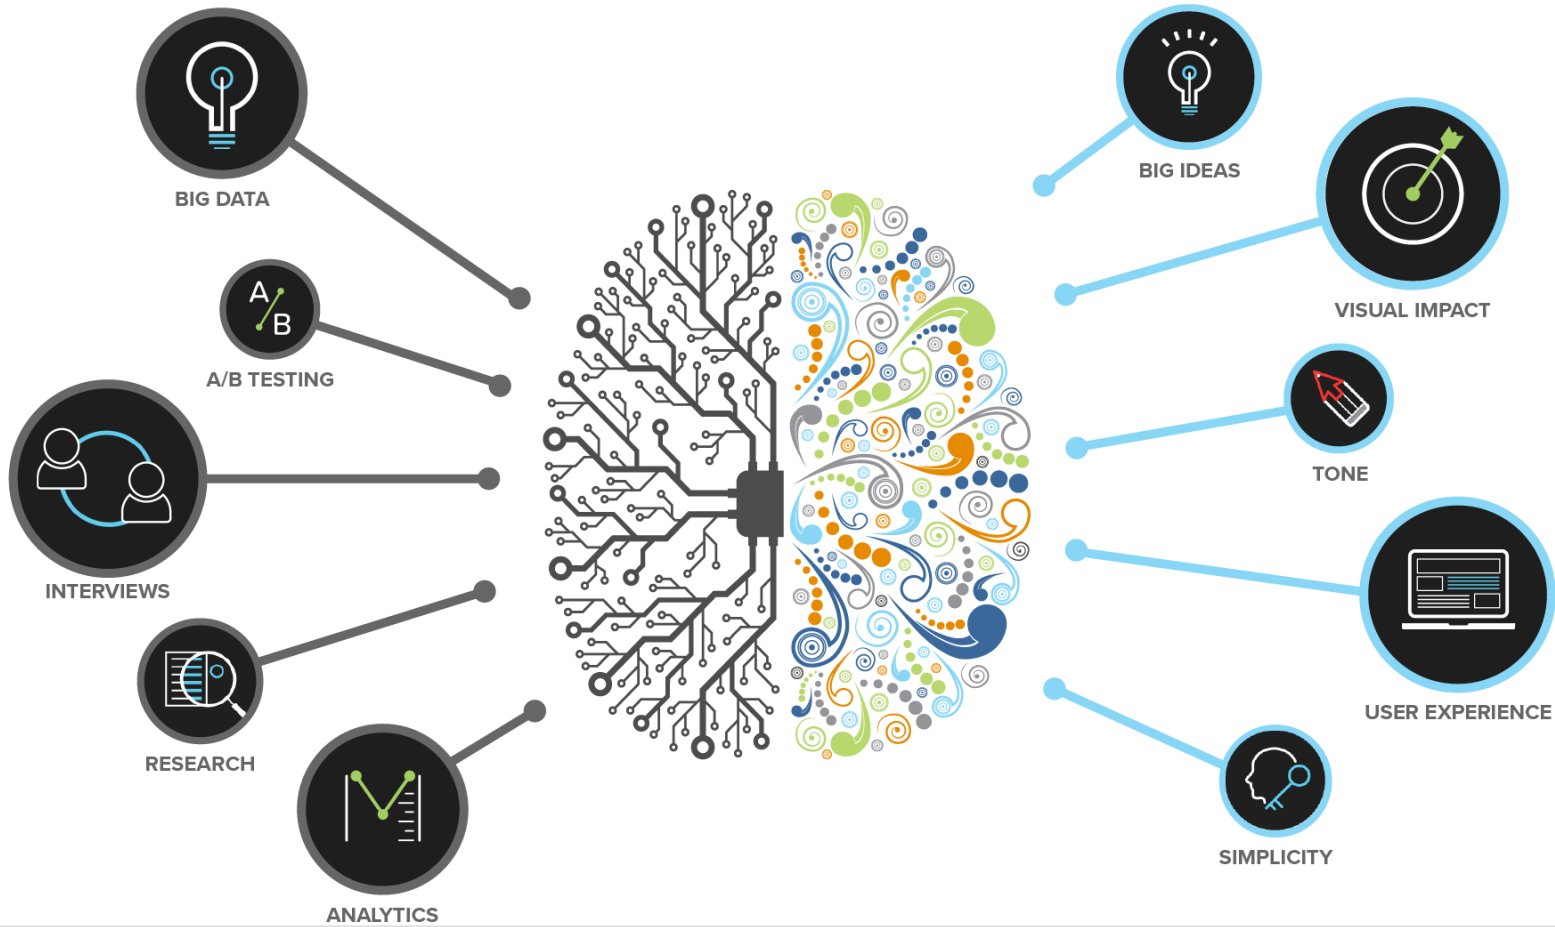 BIG DATA
A
B
A/B TESTING
INTERVIEWS
RESEARCH
ANALYTICS
BIG IDEAS
VISUAL IMPACT
TONE
USER EXPERIENCE
SIMPLICITY